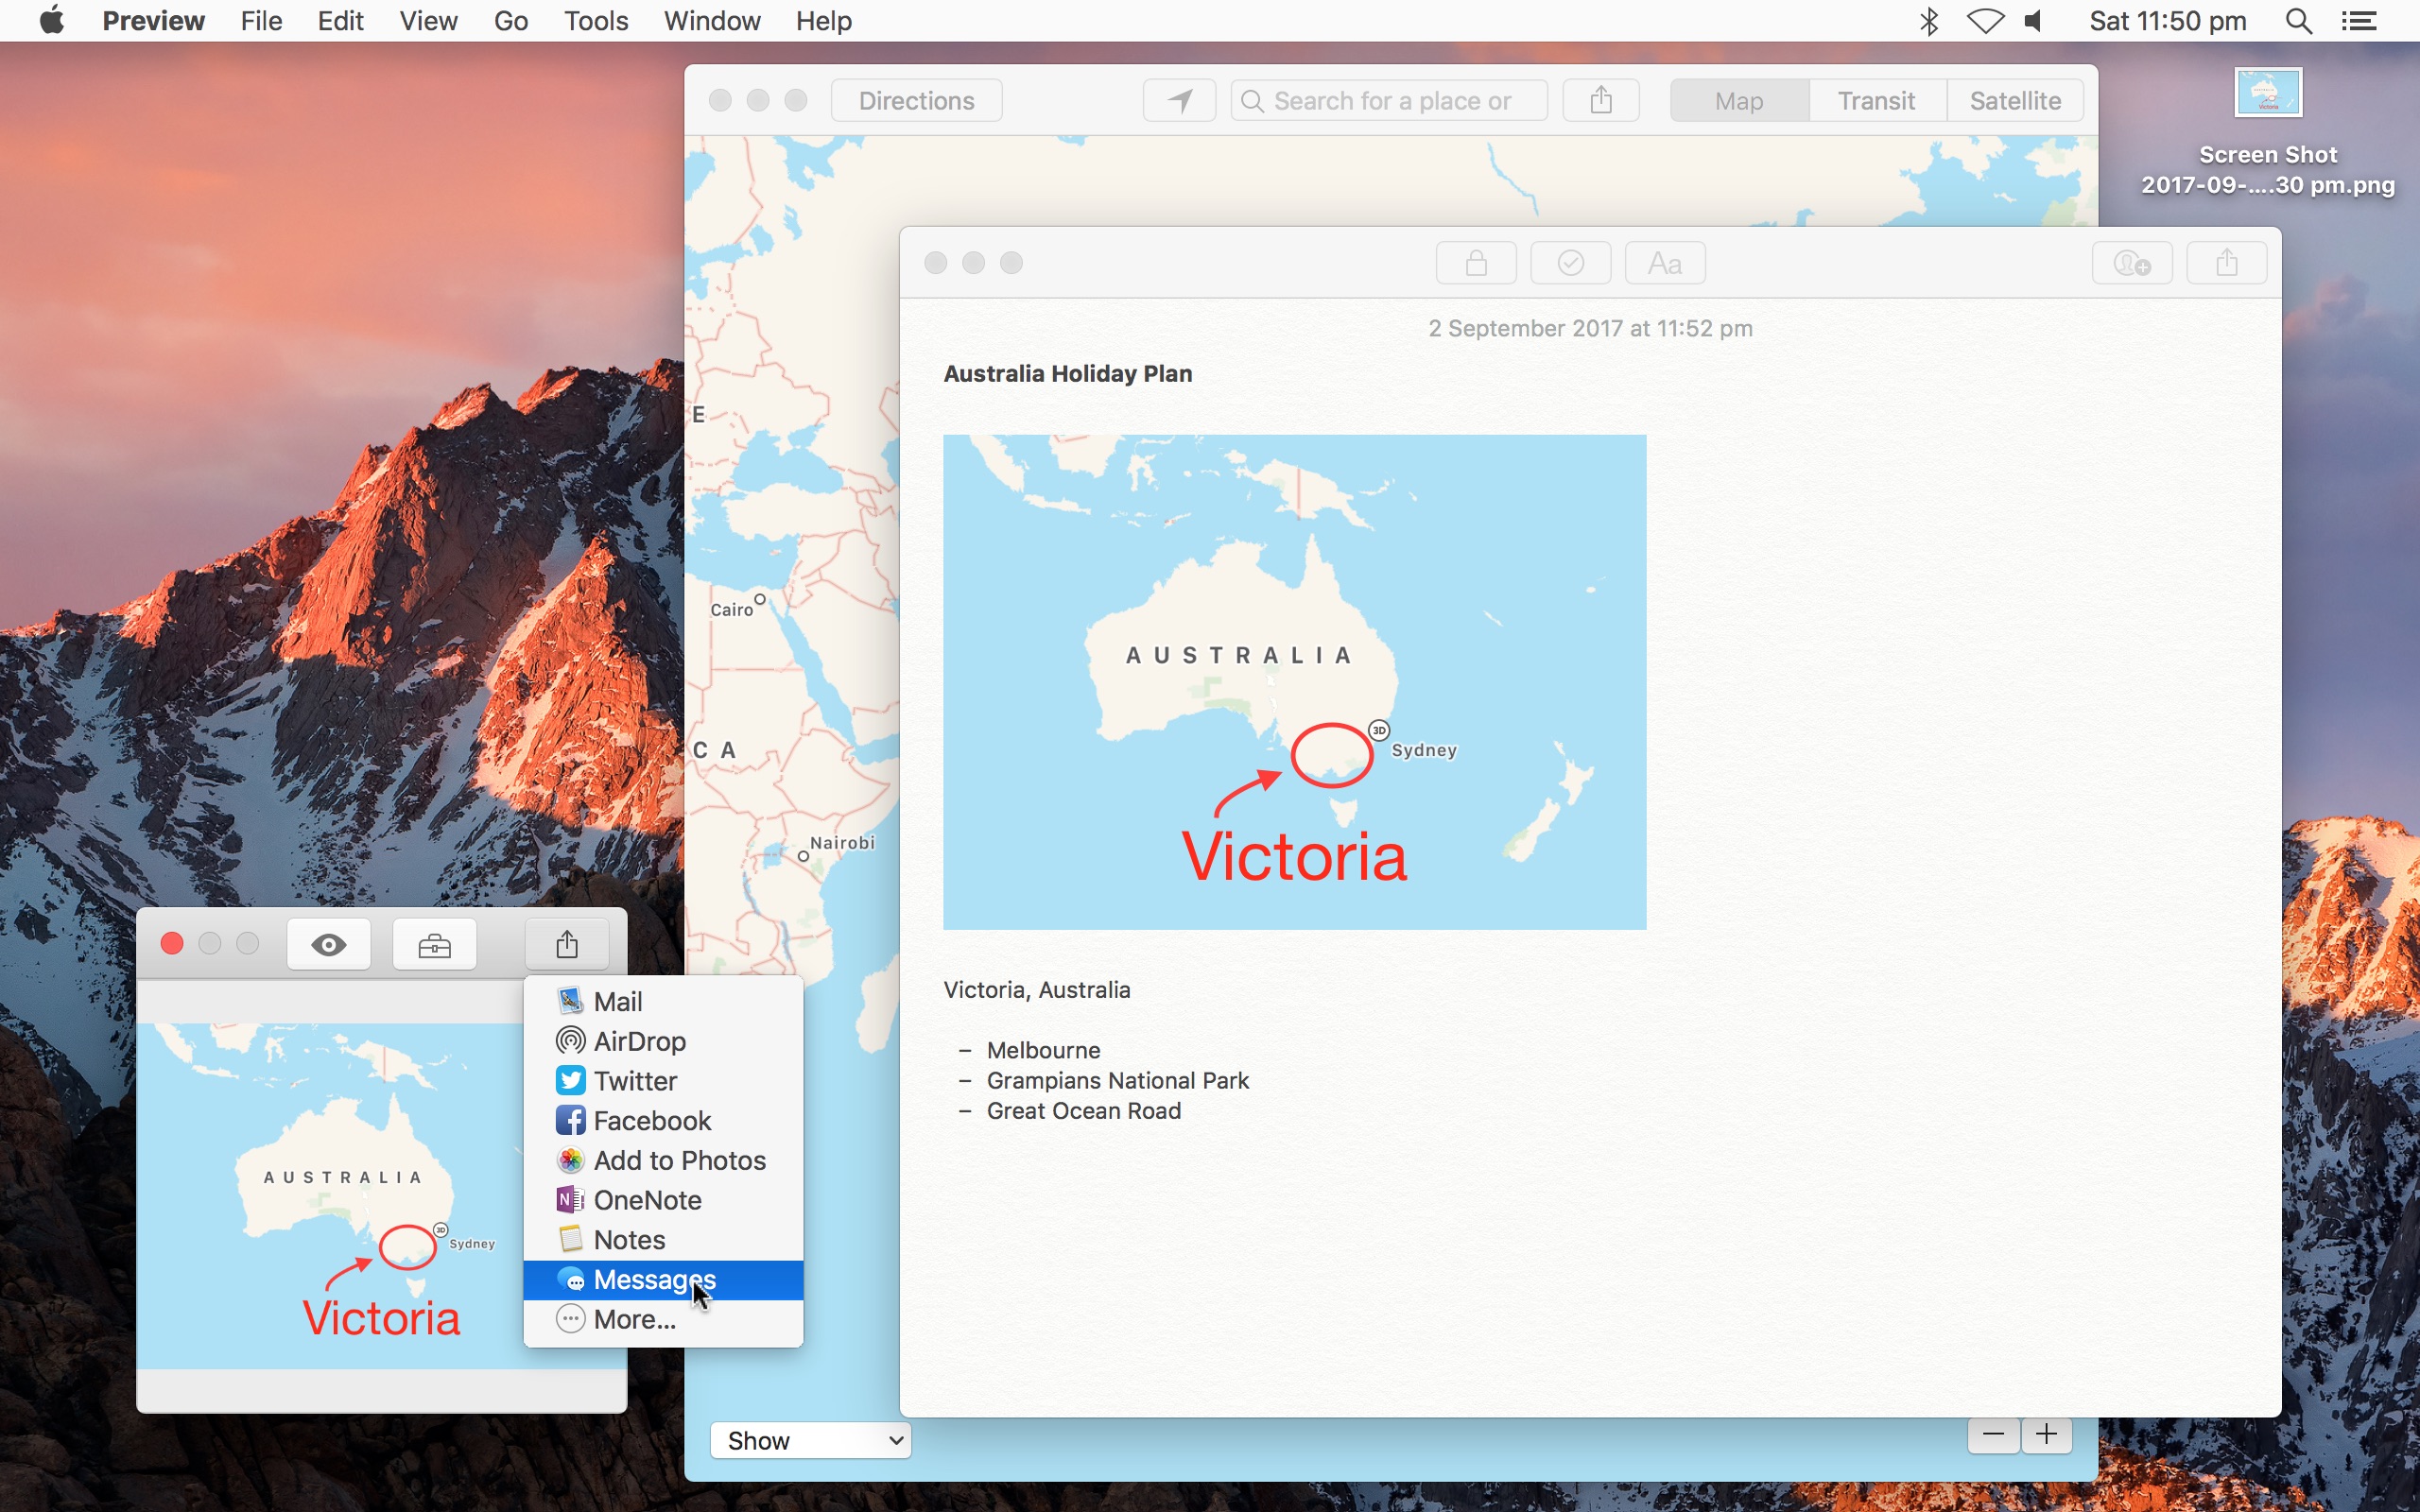 Preview File Edit View Go Tools Window Help Sat 11:50 pm
Directions Search for a place or Map Transit Satellite
Screen Shot
2017-09-....30 pm.png
Aa
2 September 2017 at 11:52 pm
Australia Holiday Plan
E
Cairo
C A
Nairobi
AUSTRALIA
3D
Sydney
Victoria
Victoria, Australia
– Melbourne
– Grampians National Park
– Great Ocean Road
AUSTRALIA
3D
Sydney
Victoria
Mail
AirDrop
Twitter
Facebook
Add to Photos
OneNote
Notes
Messages
More...
Show